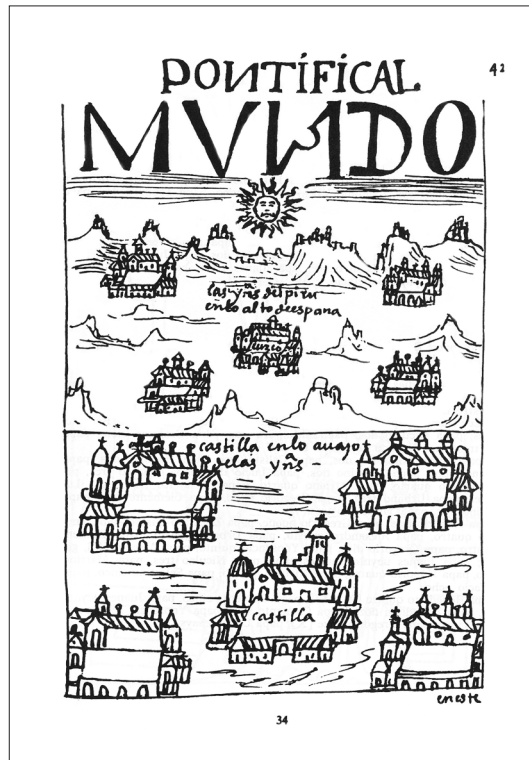 42
PONTIFICAL
MVNDO
las yñs del piru
en lo alto de espana
cuzco
castilla en lo auajo
de las yñs -
castilla
en este
34